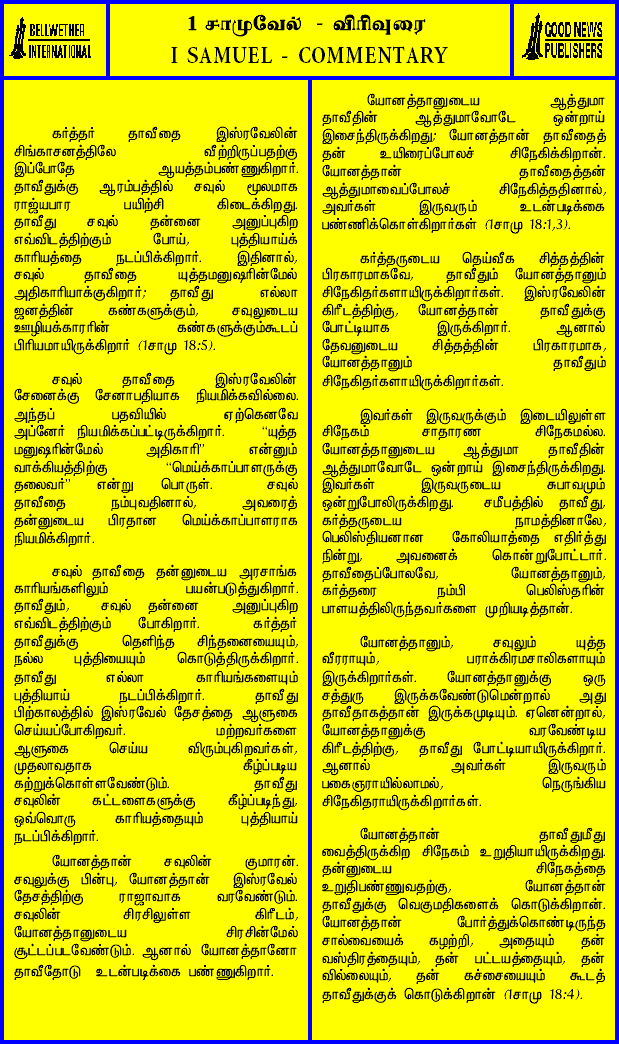 BELLWETHER
INTERNATIONAL
1 சாமுவேல் - விரிவுரை
I SAMUEL - COMMENTARY
GOOD NEWS
PUBLISHERS
கர்த்தர் தாவீதை இஸ்ரவேலின்
சிங்காசனத்திலே வீற்றிருப்பதற்கு
இப்போதே ஆயத்தம்பண்ணுகிறார்.
தாவீதுக்கு ஆரம்பத்தில் சவுல் மூலமாக
ராஜ்யபார பயிற்சி கிடைக்கிறது.
தாவீது சவுல் தன்னை அனுப்புகிற
எவ்விடத்திற்கும் போய், புத்தியாய்க்
காரியத்தை நடப்பிக்கிறார். இதினால்,
சவுல் தாவீதை யுத்தமனுஷரின்மேல்
அதிகாரியாக்குகிறார்; தாவீது எல்லா
ஜனத்தின் கண்களுக்கும், சவுலுடைய
ஊழியக்காரரின் கண்களுக்கும்கூடப்
பிரியமாயிருக்கிறார் (1சாமு 18:5).
சவுல் தாவீதை இஸ்ரவேலின்
சேனைக்கு சேனாபதியாக நியமிக்கவில்லை.
அந்தப் பதவியில் ஏற்கெனவே
அப்னேர் நியமிக்கப்பட்டிருக்கிறார். "யுத்த
மனுஷரின்மேல் அதிகாரி" என்னும்
வாக்கியத்திற்கு "மெய்க்காப்பாளருக்கு
தலைவர்" என்று பொருள். சவுல்
தாவீதை நம்புவதினால், அவரைத்
தன்னுடைய பிரதான மெய்க்காப்பாளராக
நியமிக்கிறார்.
சவுல் தாவீதை தன்னுடைய அரசாங்க
காரியங்களிலும் பயன்படுத்துகிறார்.
தாவீதும், சவுல் தன்னை அனுப்புகிற
எவ்விடத்திற்கும் போகிறார். கர்த்தர்
தாவீதுக்கு தெளிந்த சிந்தனையையும்,
நல்ல புத்தியையும் கொடுத்திருக்கிறார்.
தாவீது எல்லா காரியங்களையும்
புத்தியாய் நடப்பிக்கிறார். தாவீது
பிற்காலத்தில் இஸ்ரவேல் தேசத்தை ஆளுகை
செய்யப்போகிறவர். மற்றவர்களை
ஆளுகை செய்ய விரும்புகிறவர்கள்,
முதலாவதாக கீழ்ப்படிய
கற்றுக்கொள்ளவேண்டும். தாவீது
சவுலின் கட்டளைகளுக்கு கீழ்ப்படிந்து,
ஒவ்வொரு காரியத்தையும் புத்தியாய்
நடப்பிக்கிறார்.
யோனத்தான் சவுலின் குமாரன்.
சவுலுக்கு பின்பு, யோனத்தான் இஸ்ரவேல்
தேசத்திற்கு ராஜாவாக வரவேண்டும்.
சவுலின் சிரசிலுள்ள கிரீடம்,
யோனத்தானுடைய சிரசின்மேல்
சூட்டப்படவேண்டும். ஆனால் யோனத்தானோ
தாவீதோடு உடன்படிக்கை பண்ணுகிறார்.
யோனத்தானுடைய ஆத்துமா
தாவீதின் ஆத்துமாவோடே ஒன்றாய்
இசைந்திருக்கிறது; யோனத்தான் தாவீதைத்
தன் உயிரைப்போலச் சிநேகிக்கிறான்.
யோனத்தான் தாவீதைத்தன்
ஆத்துமாவைப்போலச் சிநேகித்ததினால்,
அவர்கள் இருவரும் உடன்படிக்கை
பண்ணிக்கொள்கிறார்கள் (1சாமு 18:1,3).
கர்த்தருடைய தெய்வீக சித்தத்தின்
பிரகாரமாகவே, தாவீதும் யோனத்தானும்
சிநேகிதர்களாயிருக்கிறார்கள். இஸ்ரவேலின்
கிரீடத்திற்கு, யோனத்தான் தாவீதுக்கு
போட்டியாக இருக்கிறார். ஆனால்
தேவனுடைய சித்தத்தின் பிரகாரமாக,
யோனத்தானும் தாவீதும்
சிநேகிதர்களாயிருக்கிறார்கள்.
இவர்கள் இருவருக்கும் இடையிலுள்ள
சிநேகம் சாதாரண சிநேகமல்ல.
யோனத்தானுடைய ஆத்துமா தாவீதின்
ஆத்துமாவோடே ஒன்றாய் இசைந்திருக்கிறது.
இவர்கள் இருவருடைய சுபாவமும்
ஒன்றுபோலிருக்கிறது. சமீபத்தில் தாவீது,
கர்த்தருடைய நாமத்தினாலே,
பெலிஸ்தியனான கோலியாத்தை எதிர்த்து
நின்று, அவனைக் கொன்றுபோட்டார்.
தாவீதைப்போலவே, யோனத்தானும்,
கர்த்தரை நம்பி பெலிஸ்தரின்
பாளயத்திலிருந்தவர்களை முறியடித்தான்.
யோனத்தானும், சவுலும் யுத்த
வீரராயும், பராக்கிரமசாலிகளாயும்
இருக்கிறார்கள். யோனத்தானுக்கு ஒரு
சத்துரு இருக்கவேண்டுமென்றால் அது
தாவீதாகத்தான் இருக்கமுடியும். ஏனென்றால்,
யோனத்தானுக்கு வரவேண்டிய
கிரீடத்திற்கு, தாவீது போட்டியாயிருக்கிறார்.
ஆனால் அவர்கள் இருவரும்
பகைஞராயில்லாமல், நெருங்கிய
சிநேகிதராயிருக்கிறார்கள்.
யோனத்தான் தாவீதுமீது
வைத்திருக்கிற சிநேகம் உறுதியாயிருக்கிறது.
தன்னுடைய சிநேகத்தை
உறுதிபண்ணுவதற்கு, யோனத்தான்
தாவீதுக்கு வெகுமதிகளைக் கொடுக்கிறான்.
யோனத்தான் போர்த்துக்கொண்டிருந்த
சால்வையைக் கழற்றி, அதையும் தன்
வஸ்திரத்தையும், தன் பட்டயத்தையும், தன்
வில்லையும், தன் கச்சையையும் கூடத்
தாவீதுக்குக் கொடுக்கிறான் (1சாமு 18:4).